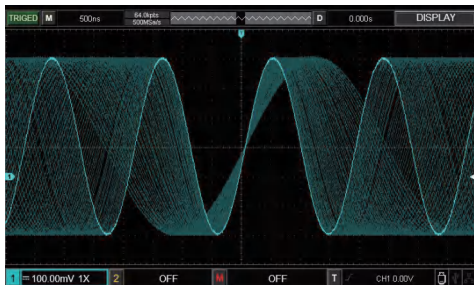 TRIGED M 500ns 64.0kpts 500MSa/s D 0.000s DISPLAY
1
1 100.00mV 1X 2 OFF M OFF T CH1 0.00V